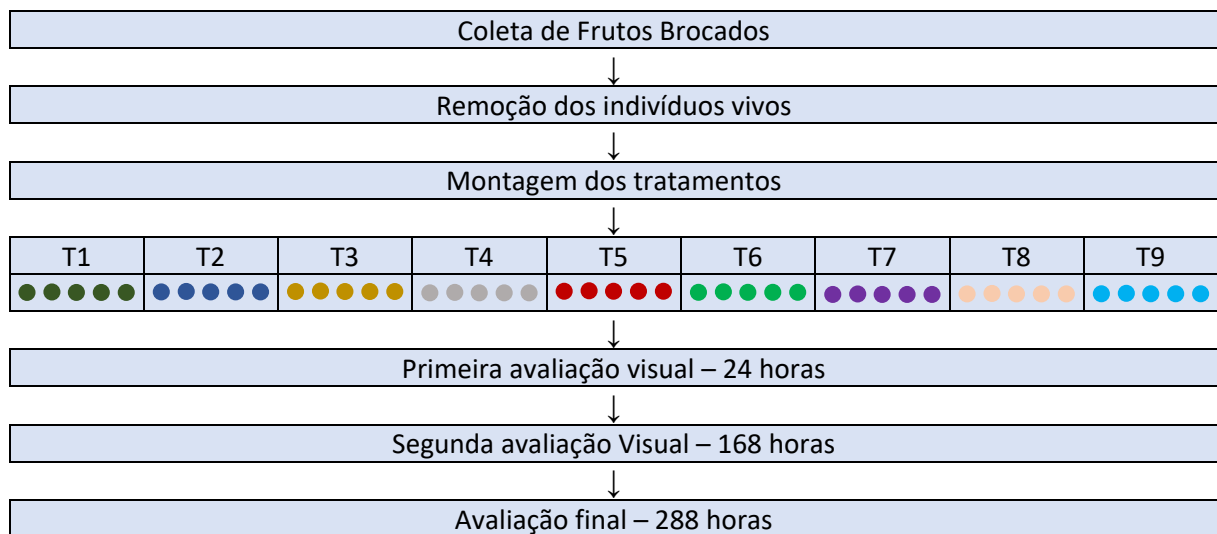 Coleta de Frutos Brocados
↓
Remoção dos indivíduos vivos
↓
Montagem dos tratamentos
↓
T1 T2 T3 T4 T5 T6 T7 T8 T9
↓
Primeira avaliação visual – 24 horas
↓
Segunda avaliação Visual – 168 horas
↓
Avaliação final – 288 horas